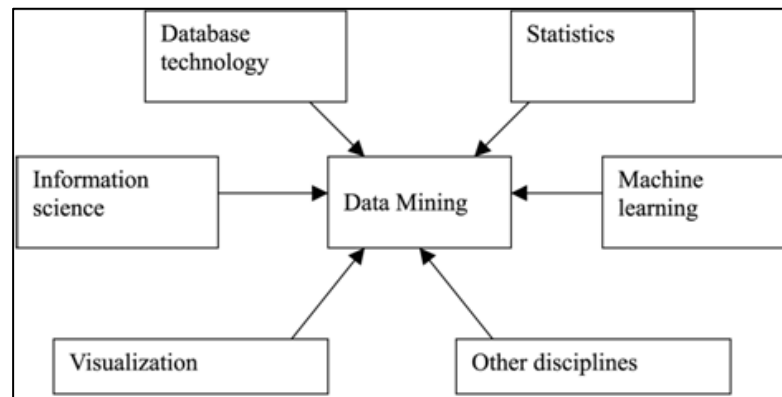 Database
technology
Statistics
Information
science
Data Mining
Machine
learning
Visualization
Other disciplines